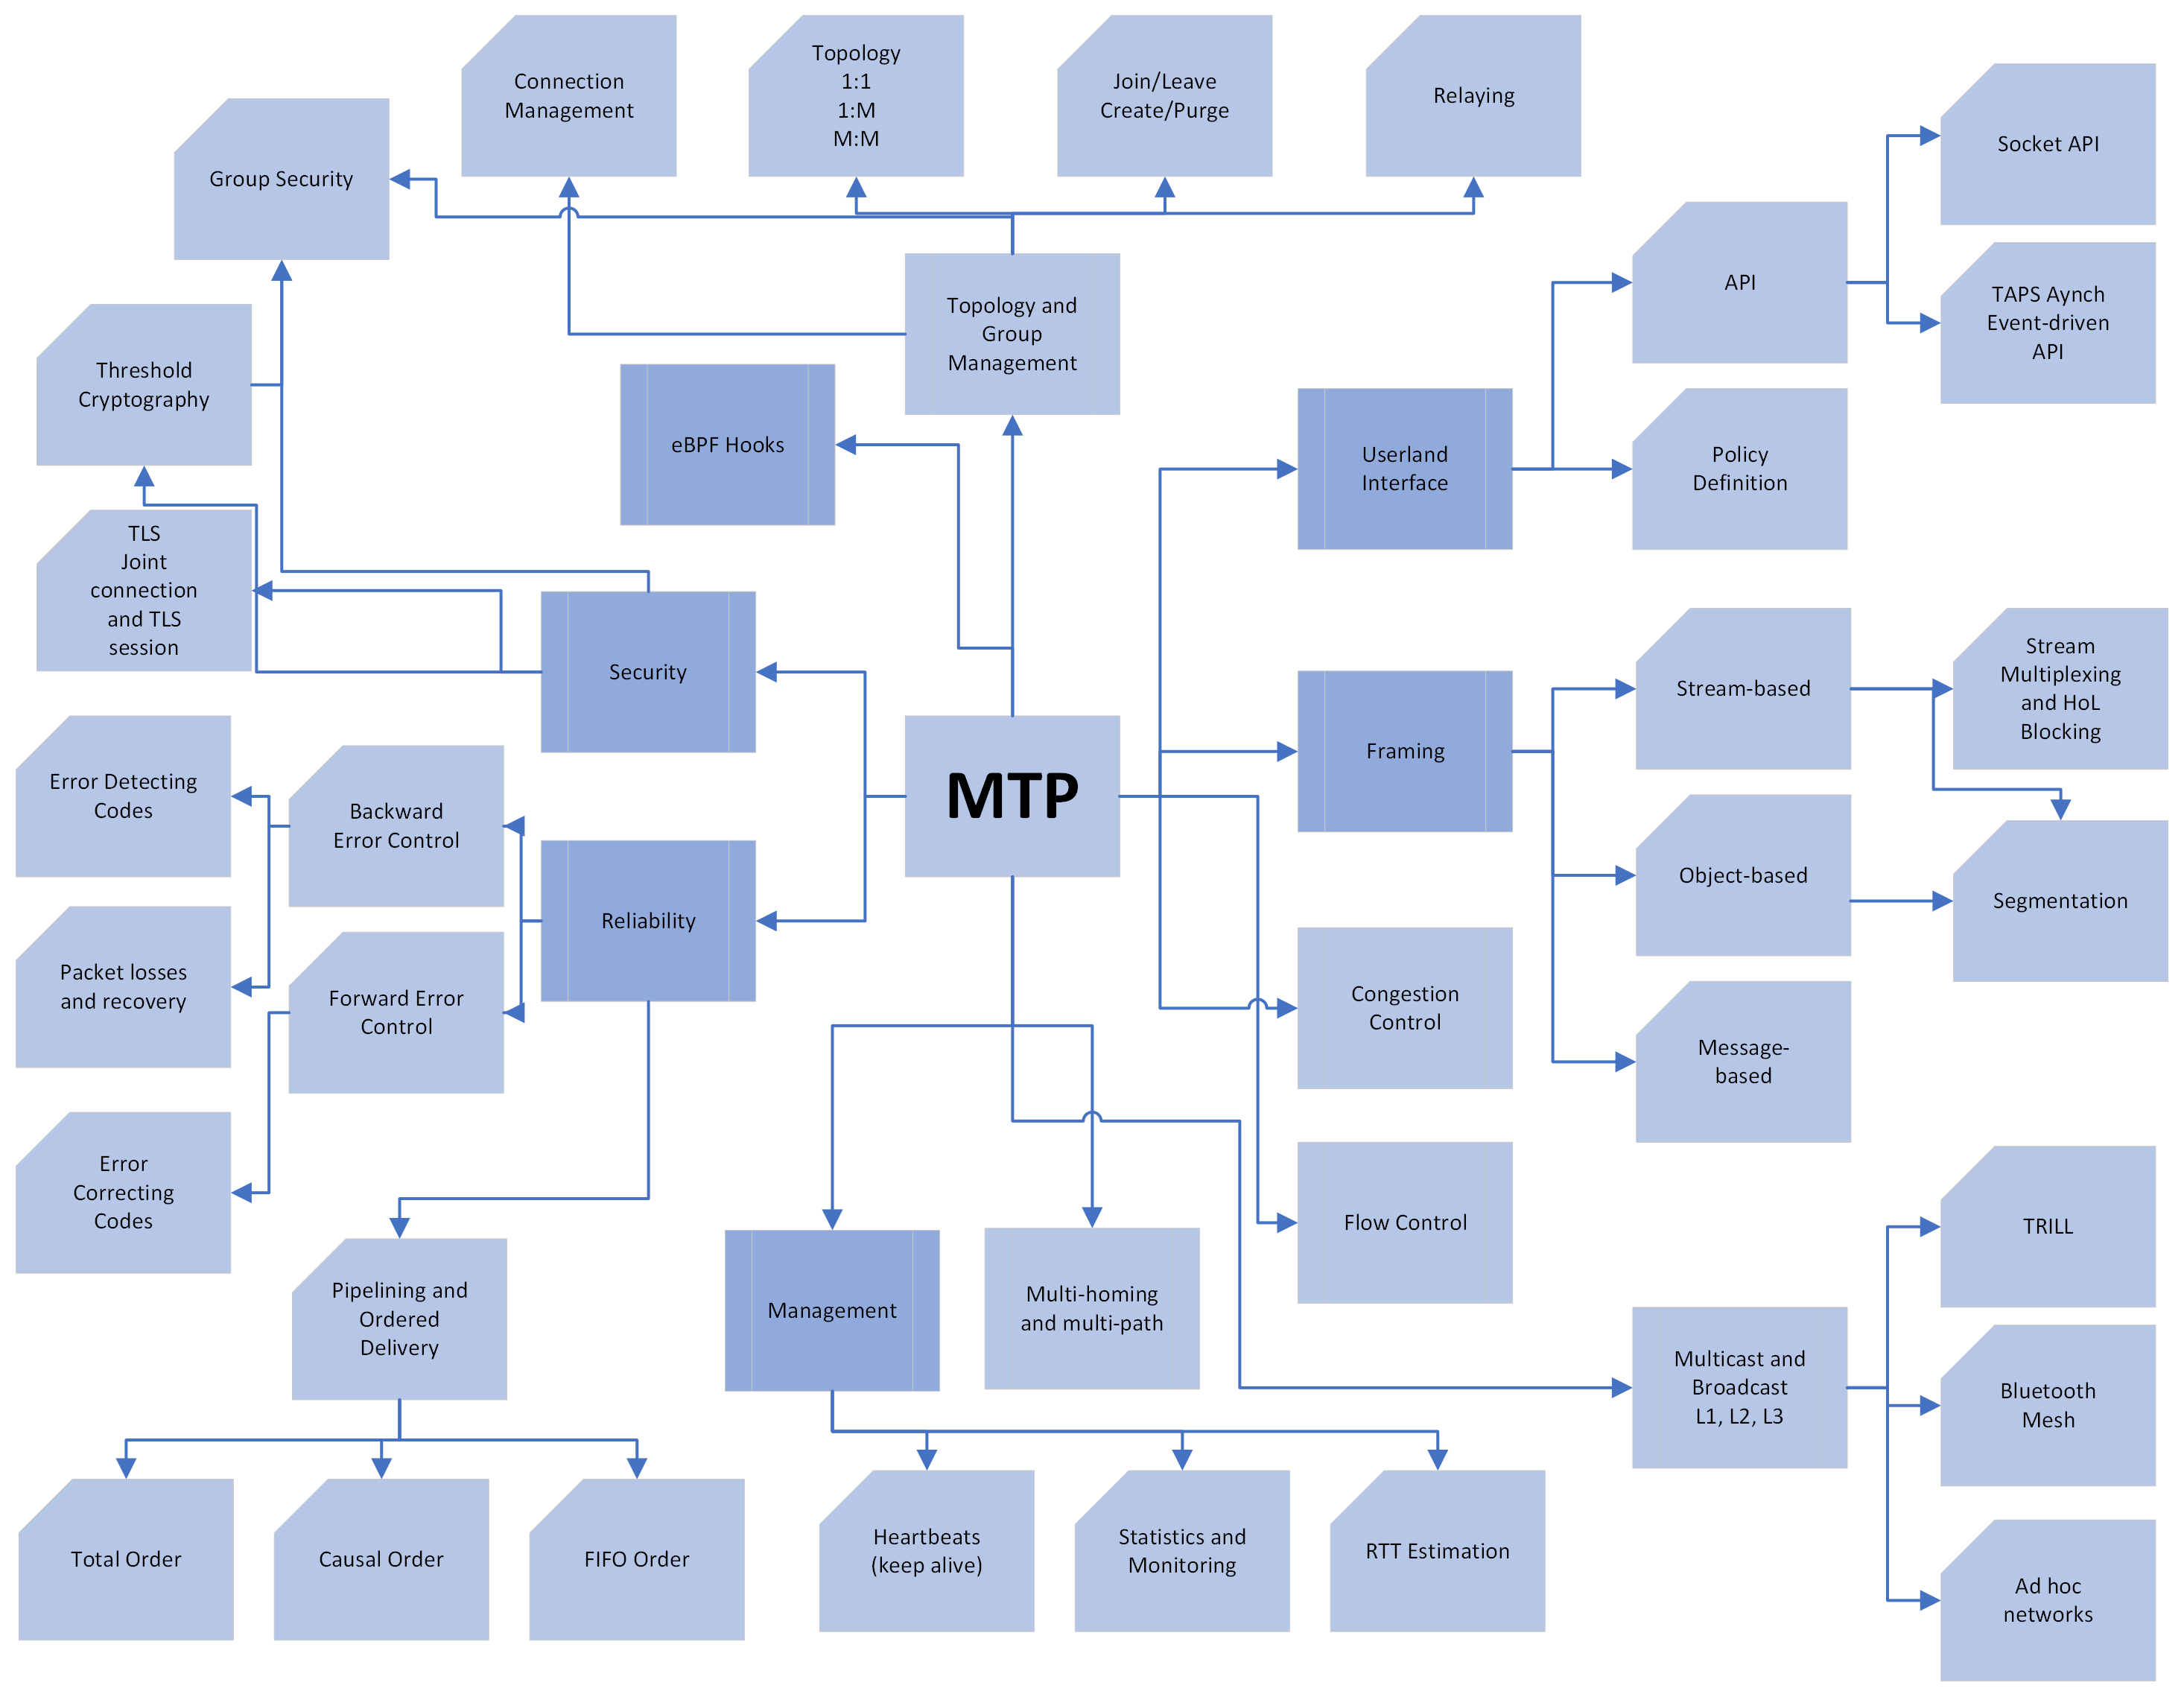 Connection
Management
Topology
1:1
1:M
M:M
Join/Leave
Create/Purge
Relaying
Group Security
Socket API
API
TAPS Aynch
Event-driven
API
Topology and
Group
Management
Threshold
Cryptography
eBPF Hooks
Userland
Interface
Policy
Definition
TLS
Joint
connection
and TLS
session
Security
Framing
Stream-based
Stream
Multiplexing
and HoL
Blocking
MTP
Error Detecting
Codes
Backward
Error Control
Object-based
Segmentation
Reliability
Packet losses
and recovery
Forward Error
Control
Congestion
Control
Message-
based
Error
Correcting
Codes
Flow Control
TRILL
Pipelining and
Ordered
Delivery
Management
Multi-homing
and multi-path
Multicast and
Broadcast
L1, L2, L3
Bluetooth
Mesh
Total Order
Causal Order
FIFO Order
Heartbeats
(keep alive)
Statistics and
Monitoring
RTT Estimation
Ad hoc
networks